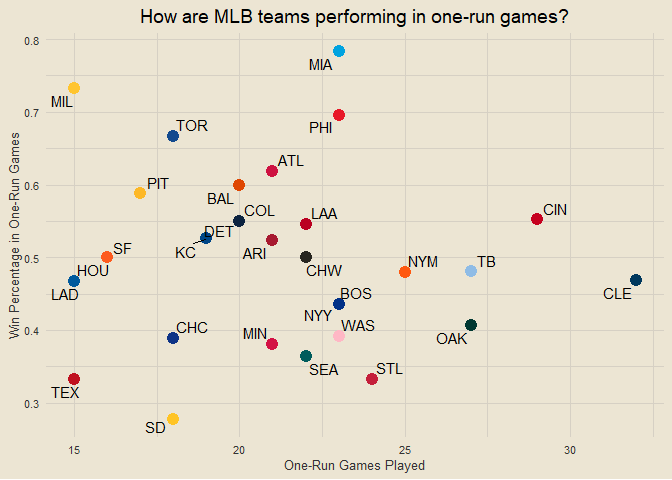 How are MLB teams performing in one-run games?
0.8
MIA
0.7
MIL
TOR
PHI
ATL
PIT
0.6
BAL
COL
LAA
CIN
DET
KC
ARI
SF
0.5
CHW
NYM
TB
HOU
LAD
CLE
BOS
NYY
WAS
0.4
CHC
MIN
OAK
SEA
STL
TEX
SD
0.3
15
20
25
30
One-Run Games Played
Win Percentage in One-Run Games